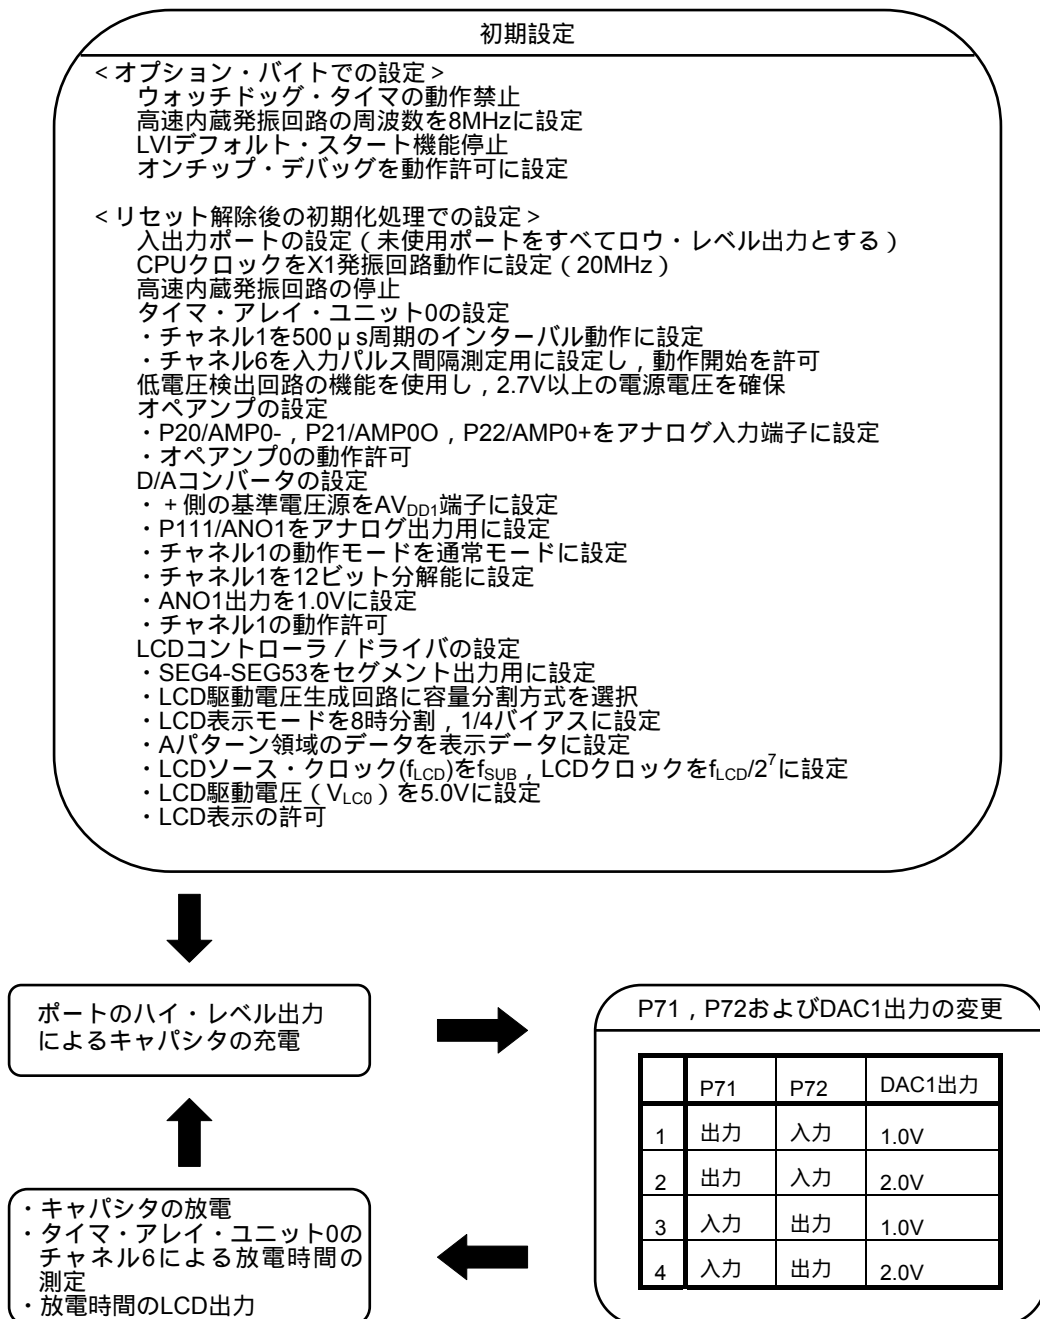 初期設定
＜オプション・バイトでの設定＞
ウォッチドッグ・タイマの動作禁止
高速内蔵発振回路の周波数を8MHzに設定
LVIデフォルト・スタート機能停止
オンチップ・デバッグを動作許可に設定
＜リセット解除後の初期化処理での設定＞
入出力ポートの設定（未使用ポートをすべてロウ・レベル出力とする）
CPUクロックをX1発振回路動作に設定（20MHz）
高速内蔵発振回路の停止
タイマ・アレイ・ユニット0の設定
・チャネル1を500μs周期のインターバル動作に設定
・チャネル6を入力パルス間隔測定用に設定し，動作開始を許可
低電圧検出回路の機能を使用し，2.7V以上の電源電圧を確保
オペアンプの設定
・P20/AMP0-，P21/AMP0O，P22/AMP0+をアナログ入力端子に設定
・オペアンプ0の動作許可
D/Aコンバータの設定
・＋側の基準電圧源をAVDD1端子に設定
・P111/ANO1をアナログ出力用に設定
・チャネル1の動作モードを通常モードに設定
・チャネル1を12ビット分解能に設定
・ANO1出力を1.0Vに設定
・チャネル1の動作許可
LCDコントローラ／ドライバの設定
・SEG4-SEG53をセグメント出力用に設定
・LCD駆動電圧生成回路に容量分割方式を選択
・LCD表示モードを8時分割，1/4バイアスに設定
・Aパターン領域のデータを表示データに設定
・LCDソース・クロック(fLCD)をfSUB，LCDクロックをfLCD/2^7に設定
・LCD駆動電圧（VLC0）を5.0Vに設定
・LCD表示の許可
ポートのハイ・レベル出力
によるキャパシタの充電
P71，P72およびDAC1出力の変更
P71 P72 DAC1出力
1 出力 入力 1.0V
2 出力 入力 2.0V
3 入力 出力 1.0V
4 入力 出力 2.0V
・キャパシタの放電
・タイマ・アレイ・ユニット0の
チャネル6による放電時間の
測定
・放電時間のLCD出力